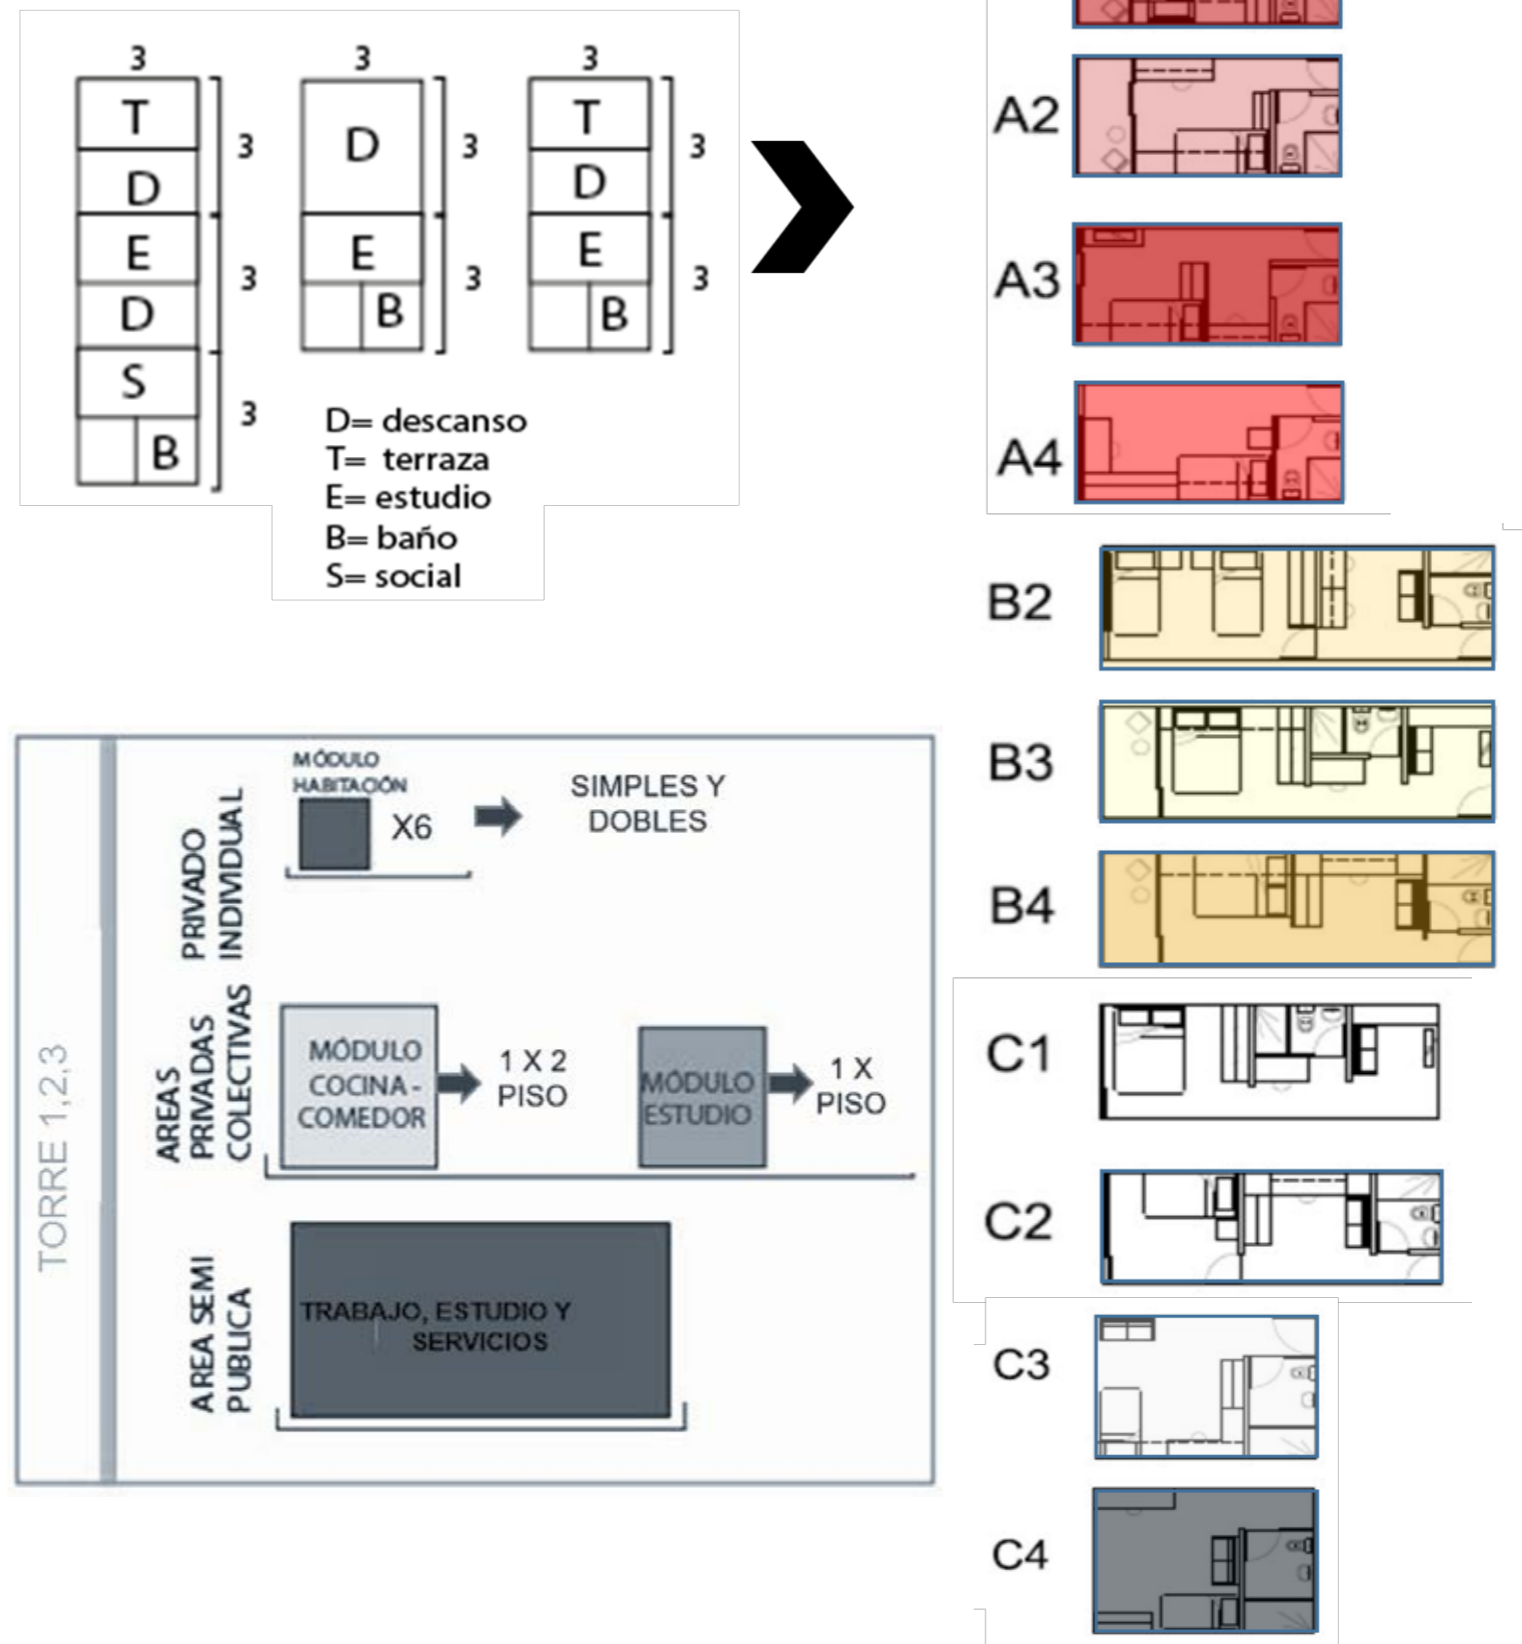 3
T
D
E
D
S
B
3
3
3
3
D
E
B
3
3
3
T
D
E
B
3
3
D= descanso
T= terraza
E= estudio
B= baño
S= social
A2
A3
A4
B2
B3
B4
C1
C2
C3
C4
TORRE 1,2,3
PRIVADO
INDIVIDUAL
MÓDULO
HABITACIÓN
X6
SIMPLES Y
DOBLES
AREAS
PRIVADAS
COLECTIVAS
MÓDULO
COCINA-
COMEDOR
1 X 2
PISO
MÓDULO
ESTUDIO
1 X
PISO
AREA SEMI
PUBLICA
TRABAJO, ESTUDIO Y
SERVICIOS